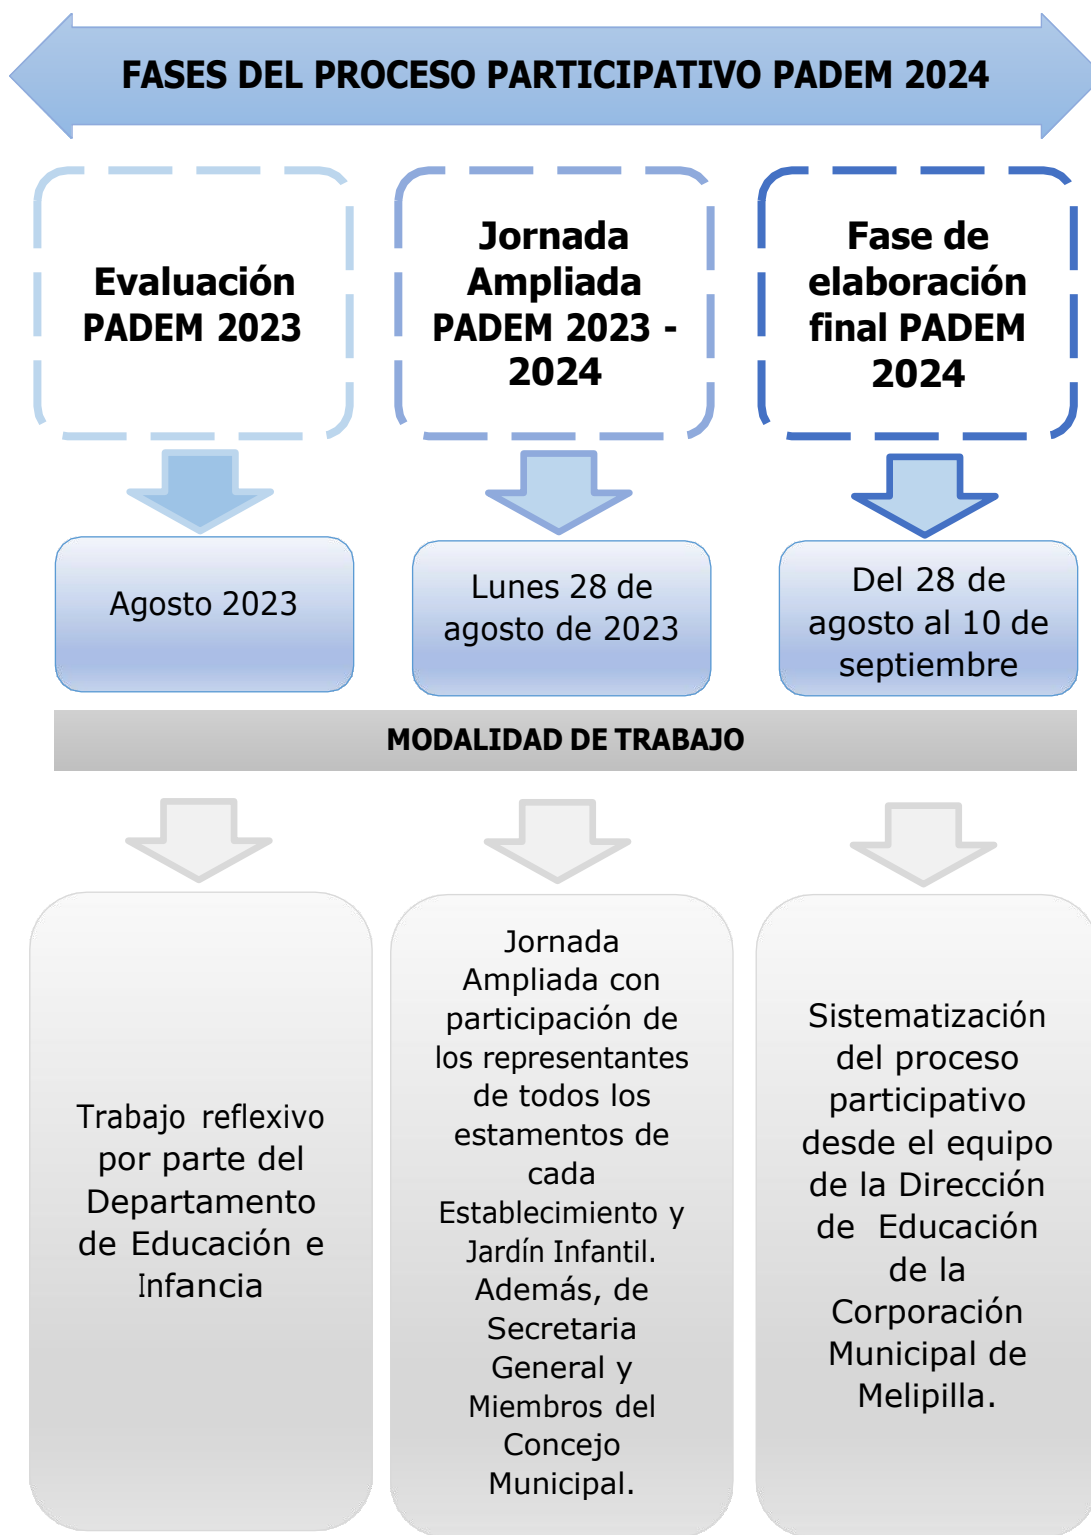 FASES DEL PROCESO PARTICIPATIVO PADEM 2024
Evaluación
PADEM 2023
Jornada
Ampliada
PADEM 2023 -
2024
Fase de
elaboración
final PADEM
2024
Agosto 2023
Lunes 28 de
agosto de 2023
Del 28 de
agosto al 10 de
septiembre
MODALIDAD DE TRABAJO
Trabajo reflexivo
por parte del
Departamento
de Educación e
Infancia
Jornada
Ampliada con
participación de
los representantes
de todos los
estamentos de
cada
Establecimiento y
Jardín Infantil.
Además, de
Secretaria
General y
Miembros del
Concejo
Municipal.
Sistematización
del proceso
participativo
desde el equipo
de la Dirección
de Educación
de la
Corporación
Municipal de
Melipilla.